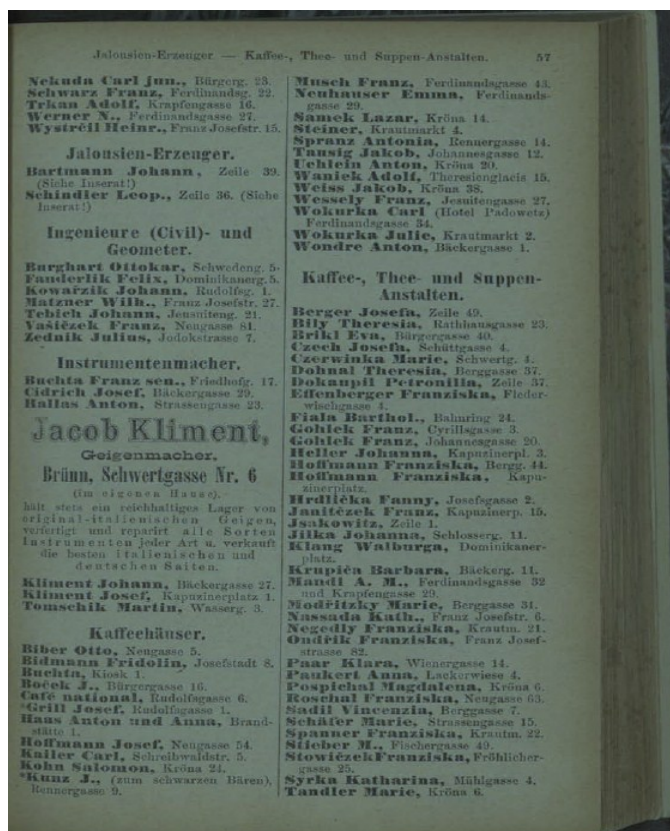 Jalousien-Erzeuger — Kaffee-, Thee- und Suppen-Anstalten. 57
Nekuda Carl jun., Bürgerg. 23.
Schwarz Franz, Ferdinandsg. 22.
Trkan Adolf, Krapfengasse 16.
Werner N., Ferdinandsgasse 27.
Wystrčil Heinr., Franz Josefstr. 15.
Jalousien-Erzeuger.
Bartmann Johann, Zeile 39.
(Siehe Inserat!)
Schindler Leop., Zeile 36. (Siehe
Inserat!)
Ingenieure (Civil)- und
Geometer.
Burghart Ottokar, Schwedeng. 5.
Fanderlik Felix, Dominikanerg. 5.
Kowařzik Johann, Rudolfsg. 1.
Matzner Wilh., Franz Josefstr. 27.
Tebich Johann, Jesuiteng. 21.
Vaštězek Franz, Neugasse 81.
Zednik Julius, Jodokstrasse 7.
Instrumentenmacher.
Buchta Franz sen., Friedhofg. 17.
Cidrich Josef, Bäckergasse 29.
Hallas Anton, Strassengasse 23.
Jacob Kliment,
Geigenmacher,
Brünn, Schwertgasse Nr. 6
(im eigenen Hause).
hält stets ein reichhaltiges Lager von
original-italienischen Geigen,
verfertigt und reparirt alle Sorten
Instrumenten jeder Art u. verkauft
die besten italienischen und
deutschen Saiten.
Kliment Johann, Bäckergasse 27.
Kliment Josef, Kapuzinerplatz 1.
Tomschik Martin, Wasserg. 3.
Kaffeehäuser.
Biber Otto, Neugasse 5.
Bidmann Fridolin, Josefstadt 8.
Buchta, Kiosk 1.
Boček J., Bürgergasse 16.
Café national, Rudolfsgasse 6.
*Grill Josef, Rudolfsgasse 1.
Haas Anton und Anna, Brand-
stätte 1.
Hoffmann Josef, Neugasse 54.
Kailer Carl, Schreibwaldstr. 5.
Kohn Salomon, Kröna 24.
*Kunz J., (zum schwarzen Bären),
Rennergasse 9.
Musch Franz, Ferdinandsgasse 43.
Neuhauser Emma, Ferdinands-
gasse 29.
Samek Lazar, Kröna 14.
Steiner, Krautmarkt 4.
Spranz Antonia, Rennergasse 14.
Tausig Jakob, Johannesgasse 12.
Uehlein Anton, Kröna 20.
Waniek Adolf, Theresienglacis 15.
Weiss Jakob, Kröna 38.
Wessely Franz, Jesuitengasse 27.
Wokurka Carl (Hotel Padowetz)
Ferdinandsgasse 34.
Wokurka Julie, Krautmarkt 2.
Wondre Anton, Bäckergasse 1.
Kaffee-, Thee- und Suppen-
Anstalten.
Berger Josefa, Zeile 49.
Bily Theresia, Rathhausgasse 23.
Brikl Eva, Bürgergasse 40.
Czech Josefa, Schüttgasse 4.
Czerwinka Marie, Schwertg. 4.
Dohnal Theresia, Berggasse 37.
Dokaupil Petronilla, Zeile 37.
Effenberger Franziska, Fleder-
wischgasse 4.
Fiala Barthol., Bahnring 24.
Gohlek Franz, Cyrillsgasse 3.
Gohlek Franz, Johannesgasse 20.
Heller Johanna, Kapuzinerpl. 3.
Hoffmann Franziska, Bergg. 44.
Hoffmann Franziska, Kapu-
zinerplatz.
Hrdlička Fanny, Josefsgasse 2.
Janitězek Franz, Kapuzinerp. 15.
Jsakowitz, Zeile 1.
Jilka Johanna, Schlosserg. 11.
Klang Walburga, Dominikaner-
platz.
Krupiča Barbara, Bäckerg. 11.
Mandl A. M., Ferdinandsgasse 32
und Krapfengasse 29.
Modřitzky Marie, Berggasse 31.
Nassada Kath., Franz Josefstr. 6.
Negedly Franziska, Krautm. 21.
Ondřik Franziska, Franz Josef-
strasse 82.
Paar Klara, Wienergasse 14.
Paukert Anna, Lackerwiese 4.
Pospichal Magdalena, Kröna 6.
Roschul Franziska, Neugasse 63.
Sadil Vincenzia, Berggasse 7.
Schäfer Marie, Strassengasse 15.
Spanner Franziska, Krautm. 22.
Stieber M., Fischergasse 49.
Stowiězek Franziska, Fröhlicher-
gasse 25.
Syrka Katharina, Mühlgasse 4.
Tandler Marie, Kröna 6.